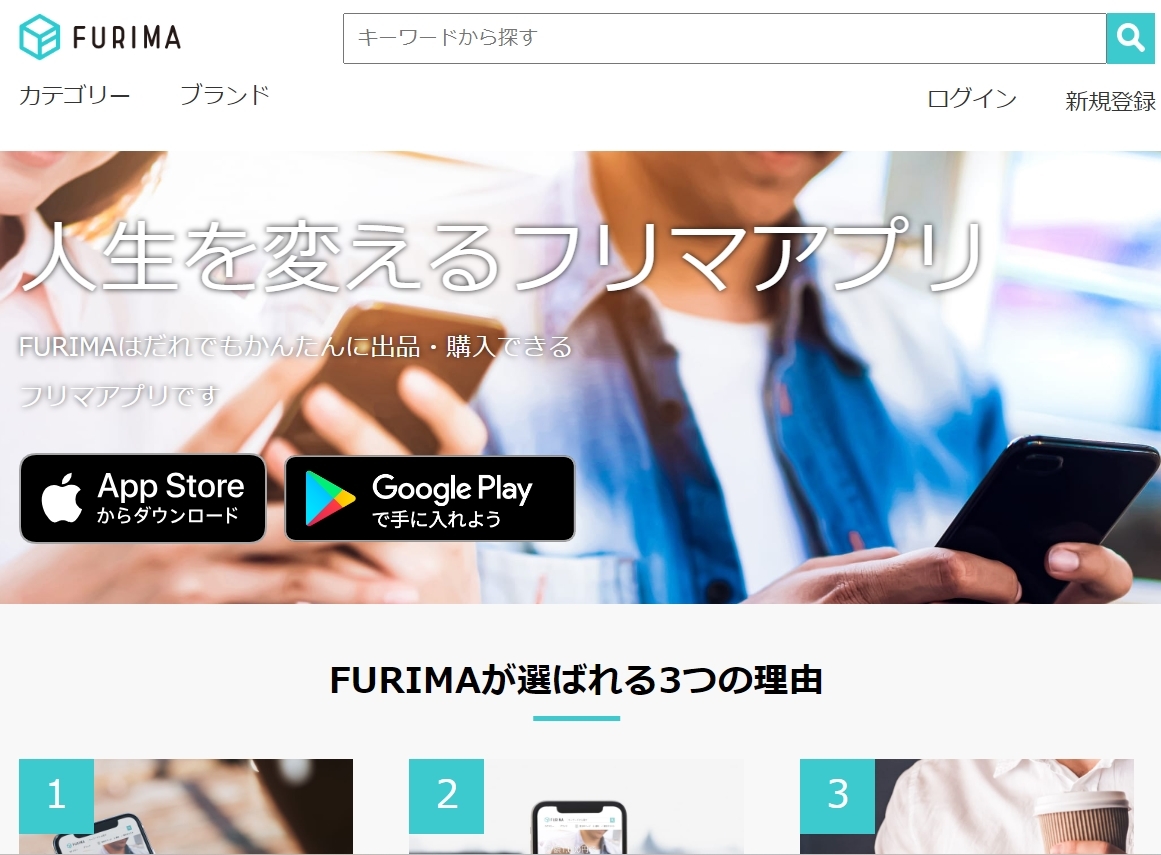 FURIMA
キーワードから探す
カテゴリー ブランド
ログイン 新規登録
人生を変えるフリマアプリ
FURIMAはだれでもかんたんに出品・購入できる
フリマアプリです
App Store
からダウンロード
Google Play
で手に入れよう
FURIMAが選ばれる3つの理由
1
2
3